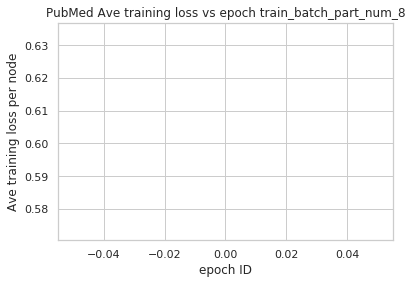 PubMed Ave training loss vs epoch train_batch_part_num_8
Ave training loss per node
0.63
0.62
0.61
0.60
0.59
0.58
−0.04 −0.02 0.00 0.02 0.04
epoch ID